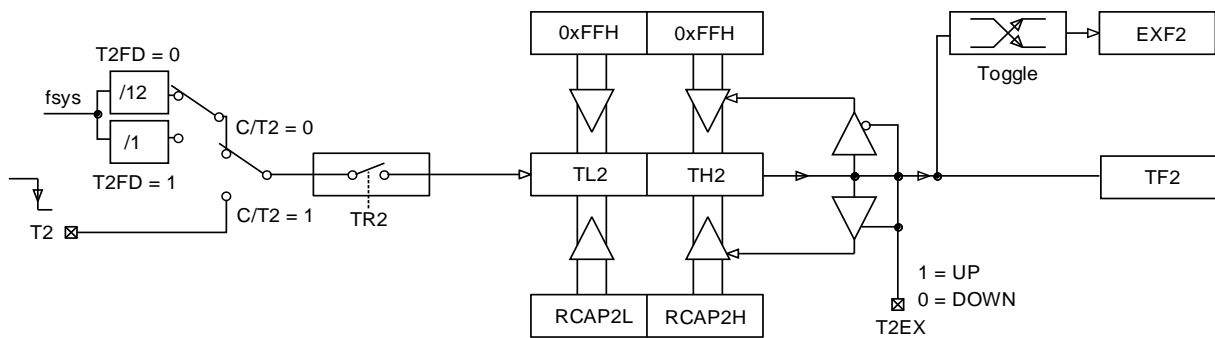 0xFFH 0xFFH EXF2
T2FD = 0
Toggle
fsys /12
C/T2 = 0
/1
TL2 TH2 TF2
T2FD = 1
C/T2 = 1
TR2
T2
1 = UP
0 = DOWN
RCAP2L RCAP2H
T2EX